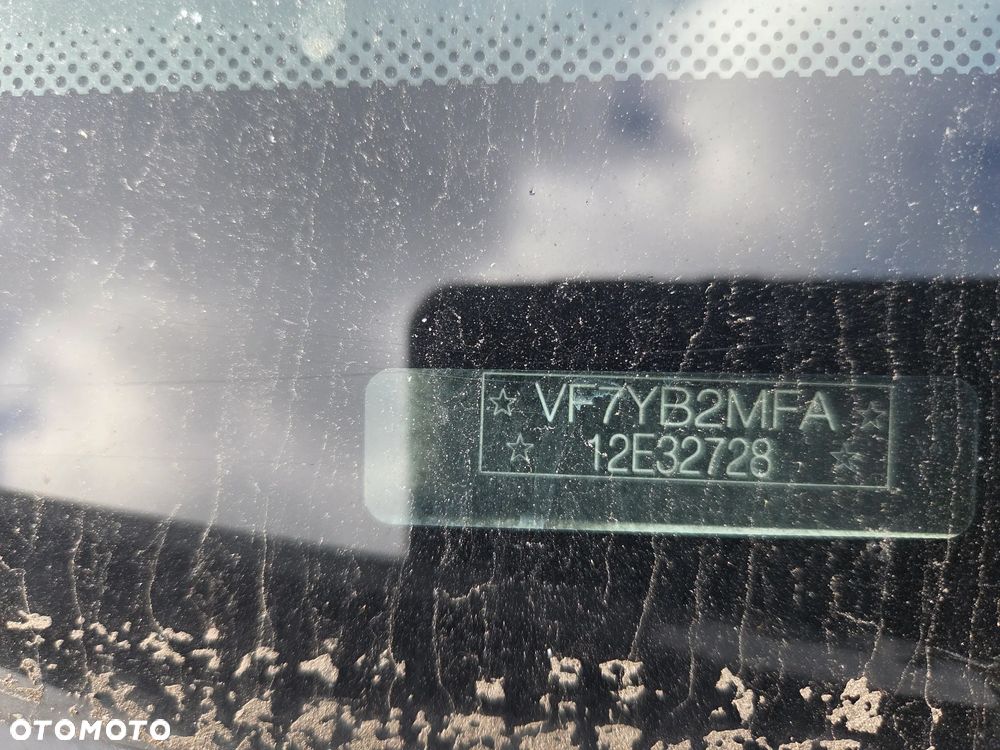 ☆ VF7YB2MFA ☆
☆ 12E32728 ☆
OTOMOTO